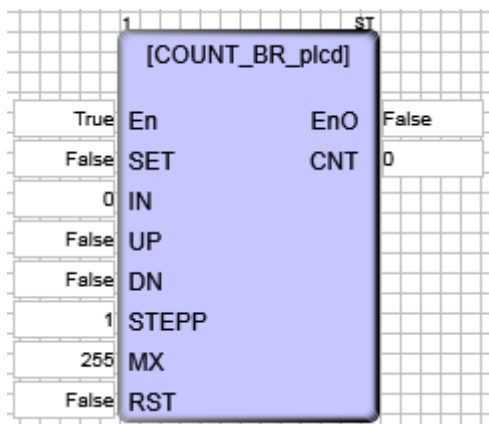 1 ST
[COUNT_BR_plcd]
True En EnO False
False SET CNT 0
0 IN
False UP
False DN
1 STEPP
255 MX
False RST